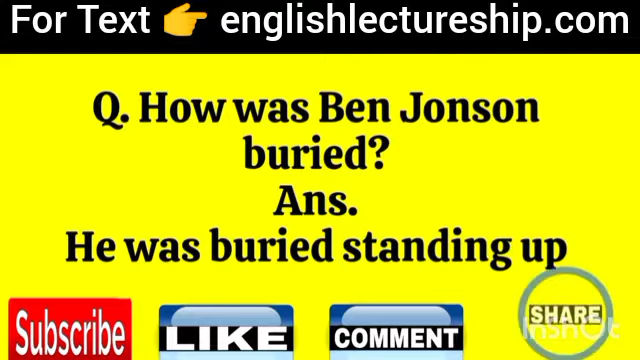 For Text 👉 englishlectureship.com
Q. How was Ben Jonson
buried?
Ans.
He was buried standing up
Subscribe
LIKE
COMMENT
SHARE
InShOt